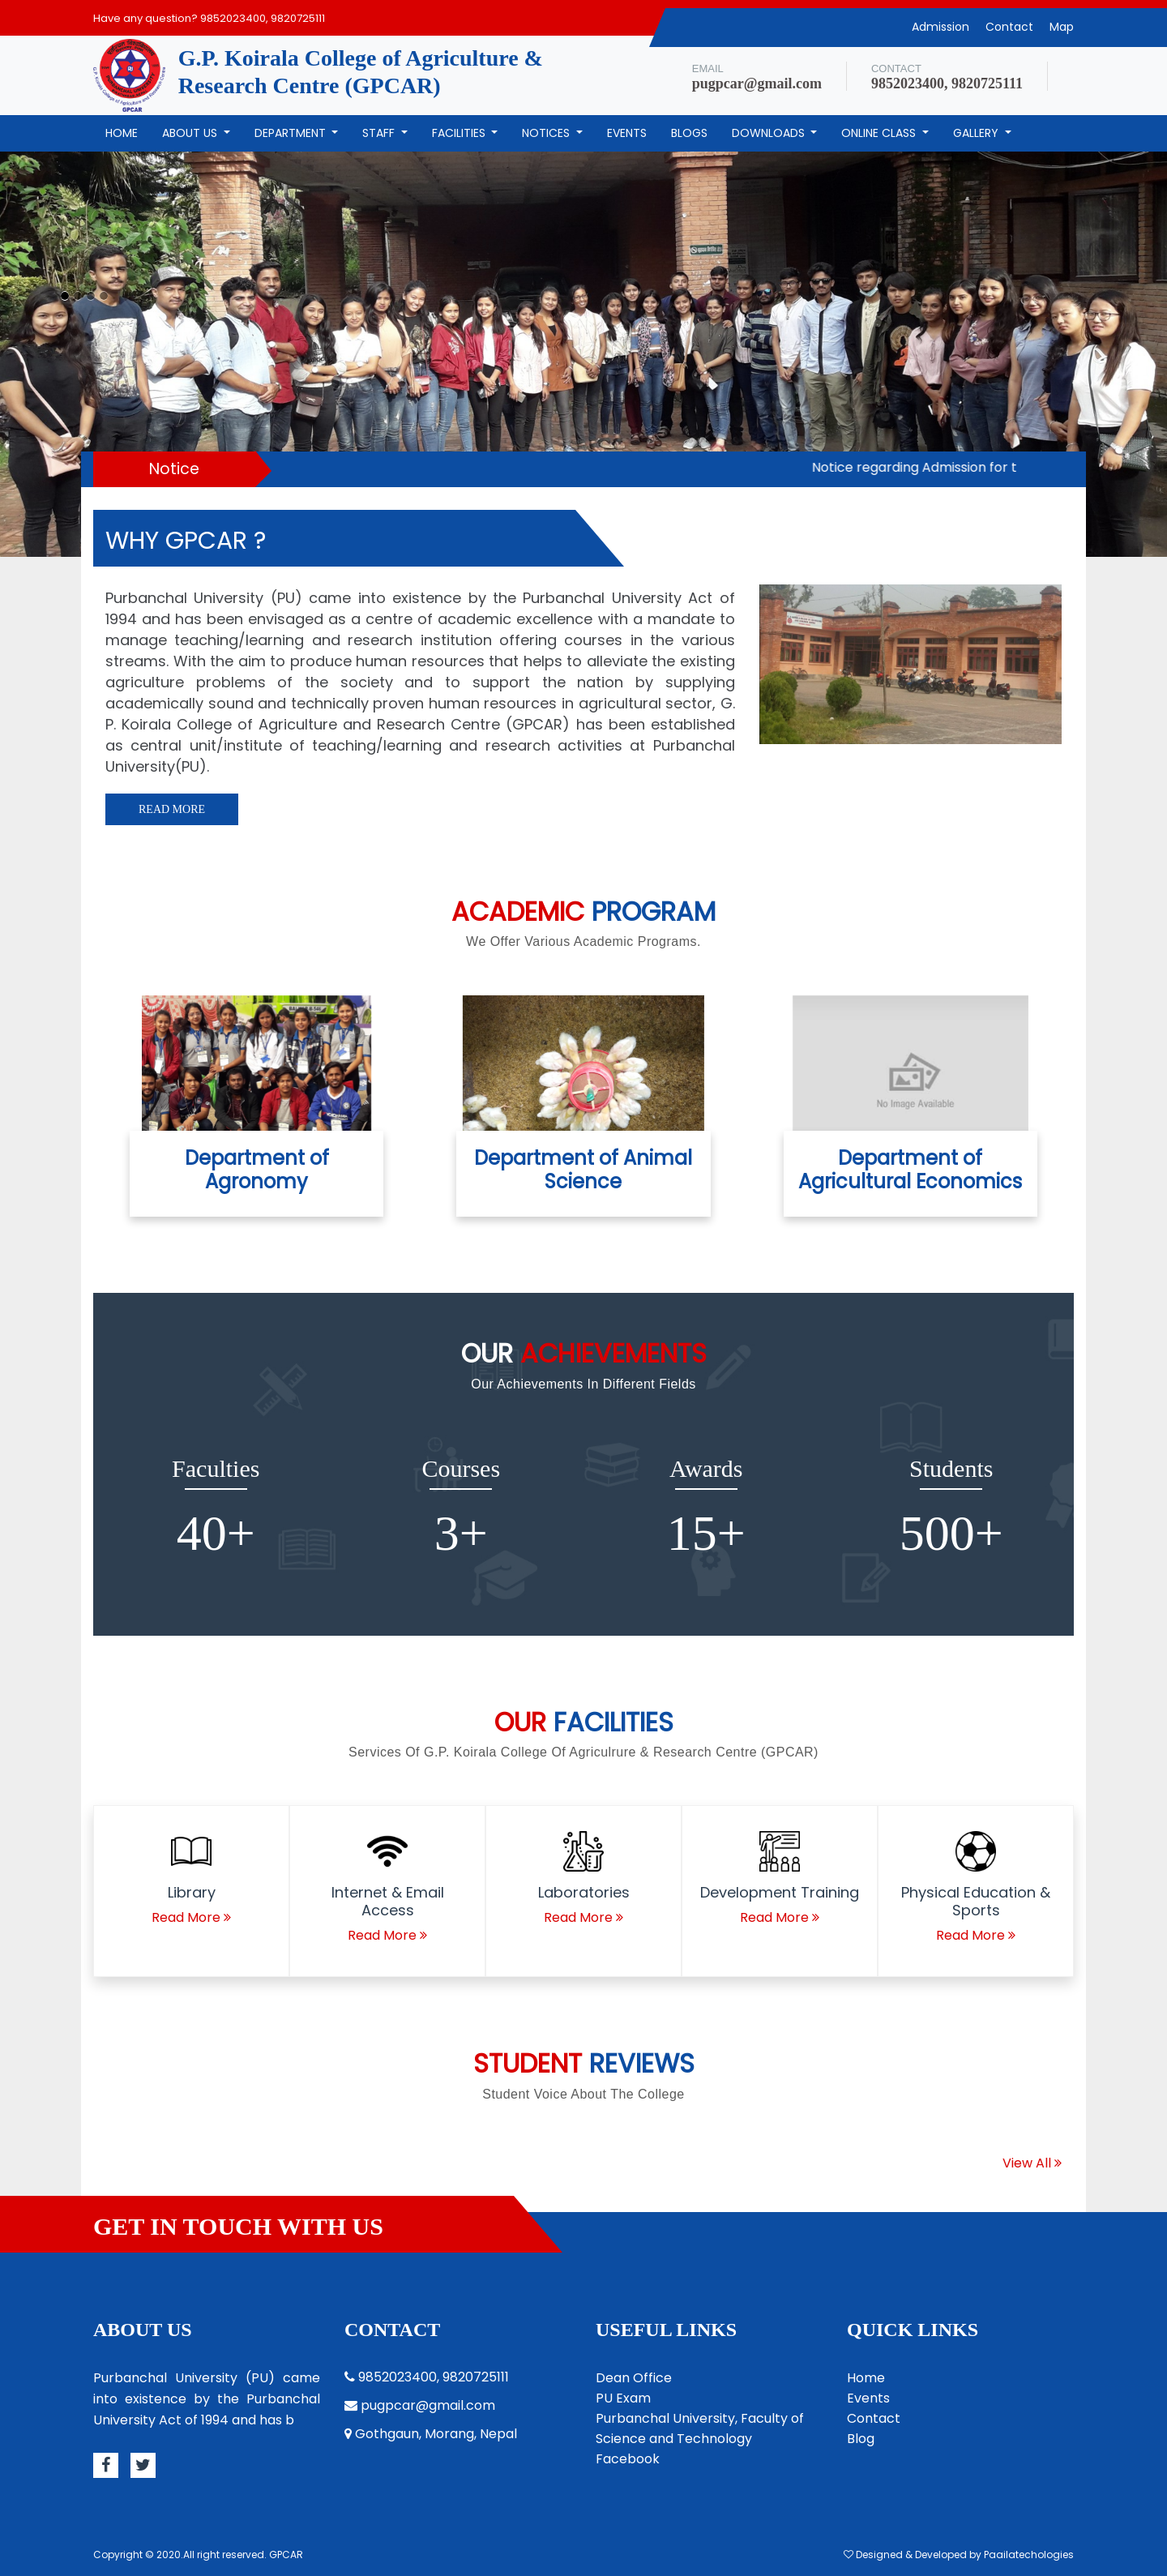 Have any question? 9852023400, 9820725111
Admission Contact Map
G.P. Koirala College of Agriculture &
Research Centre (GPCAR)
EMAIL
pugpcar@gmail.com
CONTACT
9852023400, 9820725111
GPCAR
HOME ABOUT US DEPARTMENT STAFF FACILITIES NOTICES EVENTS BLOGS DOWNLOADS ONLINE CLASS GALLERY
Notice
Notice regarding Admission for t
WHY GPCAR ?
Purbanchal University (PU) came into existence by the Purbanchal University Act of
1994 and has been envisaged as a centre of academic excellence with a mandate to
manage teaching/learning and research institution offering courses in the various
streams. With the aim to produce human resources that helps to alleviate the existing
agriculture problems of the society and to support the nation by supplying
academically sound and technically proven human resources in agricultural sector, G.
P. Koirala College of Agriculture and Research Centre (GPCAR) has been established
as central unit/institute of teaching/learning and research activities at Purbanchal
University(PU).
READ MORE
ACADEMIC PROGRAM
We Offer Various Academic Programs.
No Image Available
Department of
Agronomy
Department of Animal
Science
Department of
Agricultural Economics
OUR ACHIEVEMENTS
Our Achievements In Different Fields
Faculties
40+
Courses
3+
Awards
15+
Students
500+
OUR FACILITIES
Services Of G.P. Koirala College Of Agriculrure & Research Centre (GPCAR)
Library
Read More
Internet & Email
Access
Read More
Laboratories
Read More
Development Training
Read More
Physical Education &
Sports
Read More
STUDENT REVIEWS
Student Voice About The College
View All
GET IN TOUCH WITH US
ABOUT US
Purbanchal University (PU) came
into existence by the Purbanchal
University Act of 1994 and has b
CONTACT
9852023400, 9820725111
pugpcar@gmail.com
Gothgaun, Morang, Nepal
USEFUL LINKS
Dean Office
PU Exam
Purbanchal University, Faculty of
Science and Technology
Facebook
QUICK LINKS
Home
Events
Contact
Blog
Copyright © 2020.All right reserved. GPCAR
Designed & Developed by Paailatechologies